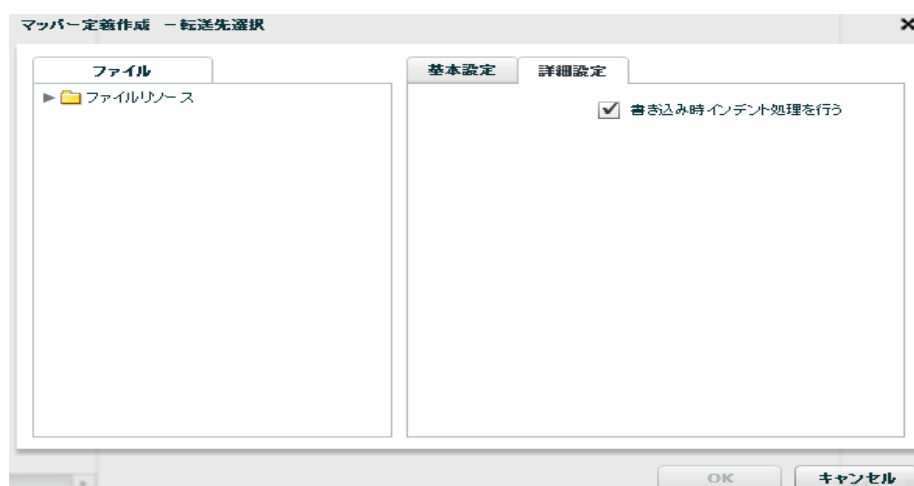 マッパー定義作成 －転送先選択
ファイル
ファイルリソース
基本設定 詳細設定
書き込み時インデント処理を行う
OK キャンセル